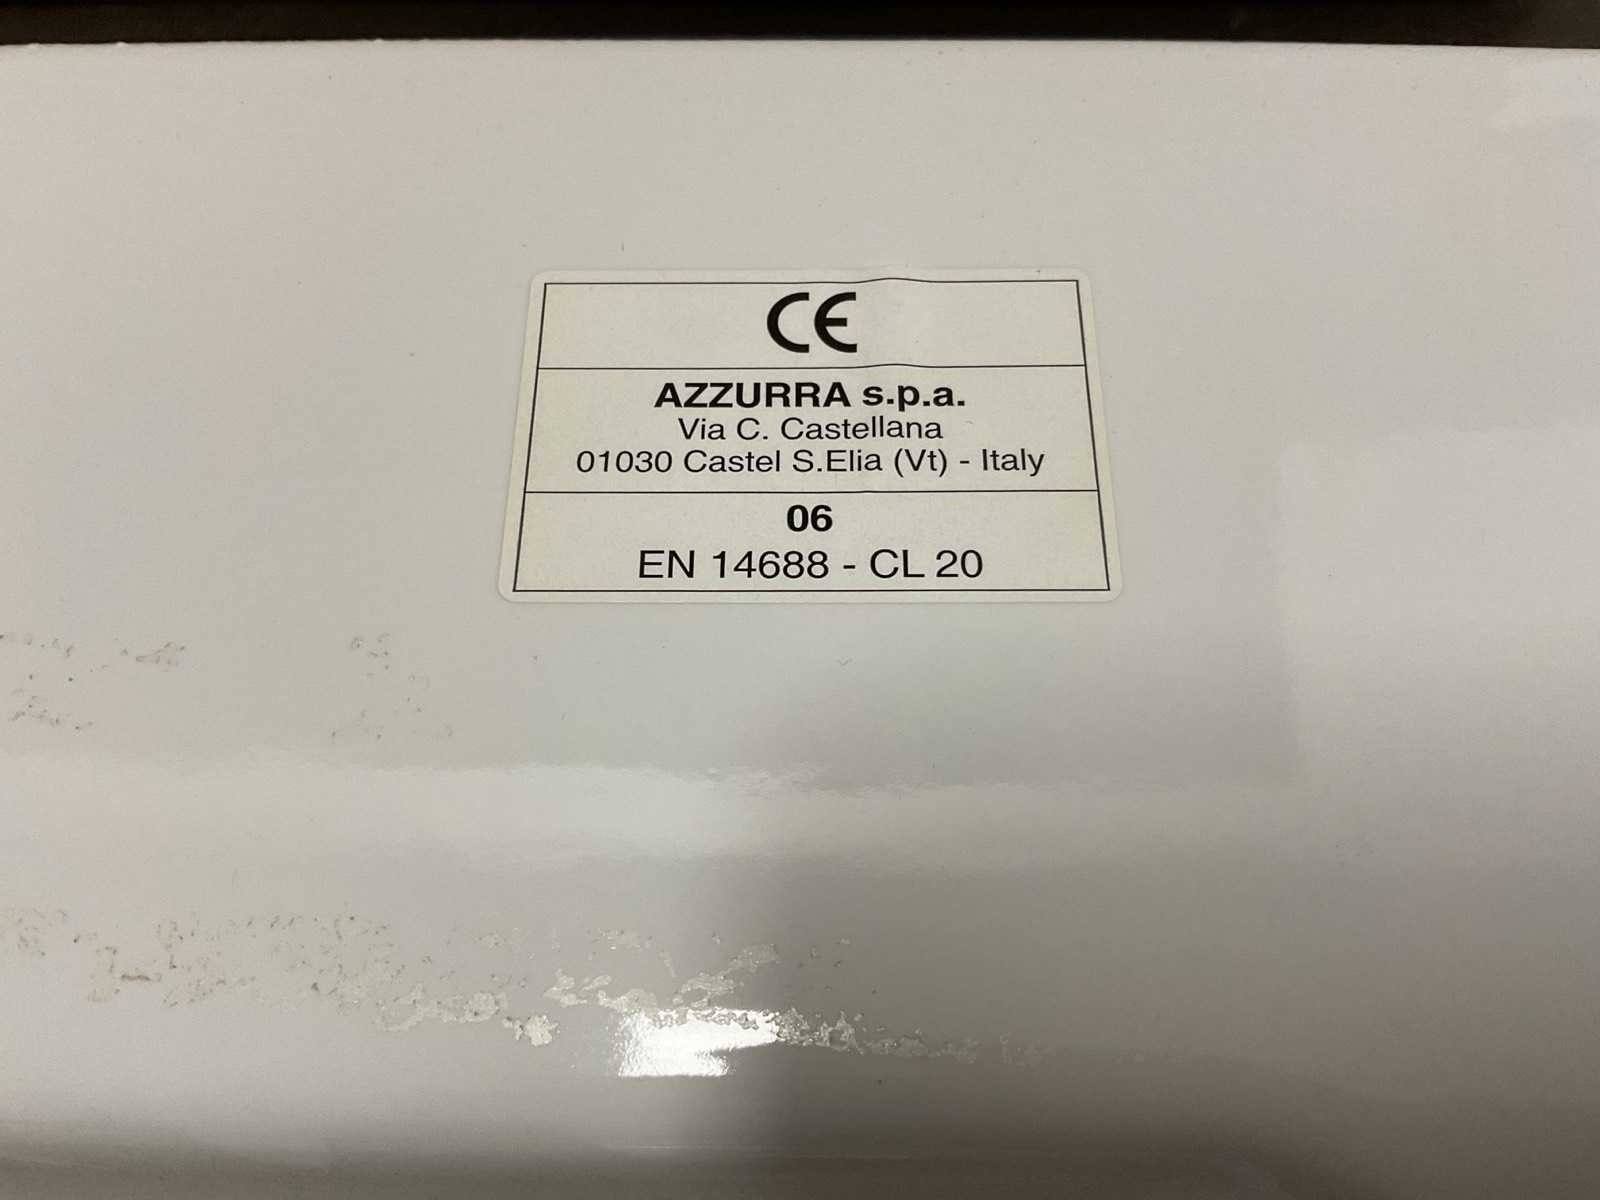 CE
AZZURRA s.p.a.
Via C. Castellana
01030 Castel S.Elia (Vt) - Italy
06
EN 14688 - CL 20